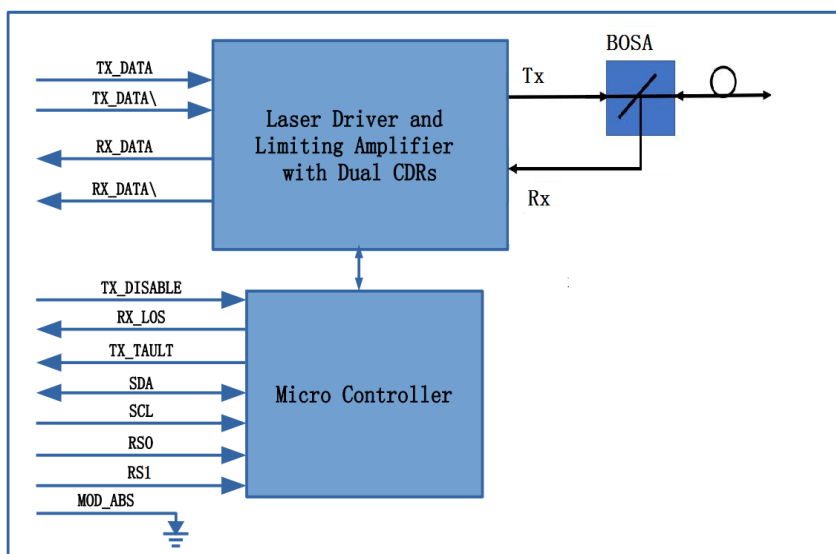 BOSA
TX_DATA
TX_DATA\
RX_DATA
RX_DATA\
Laser Driver and
Limiting Amplifier
with Dual CDRs
Tx
Rx
TX_DISABLE
RX_LOS
TX_TAULT
SDA
SCL
RS0
RS1
MOD_ABS
Micro Controller